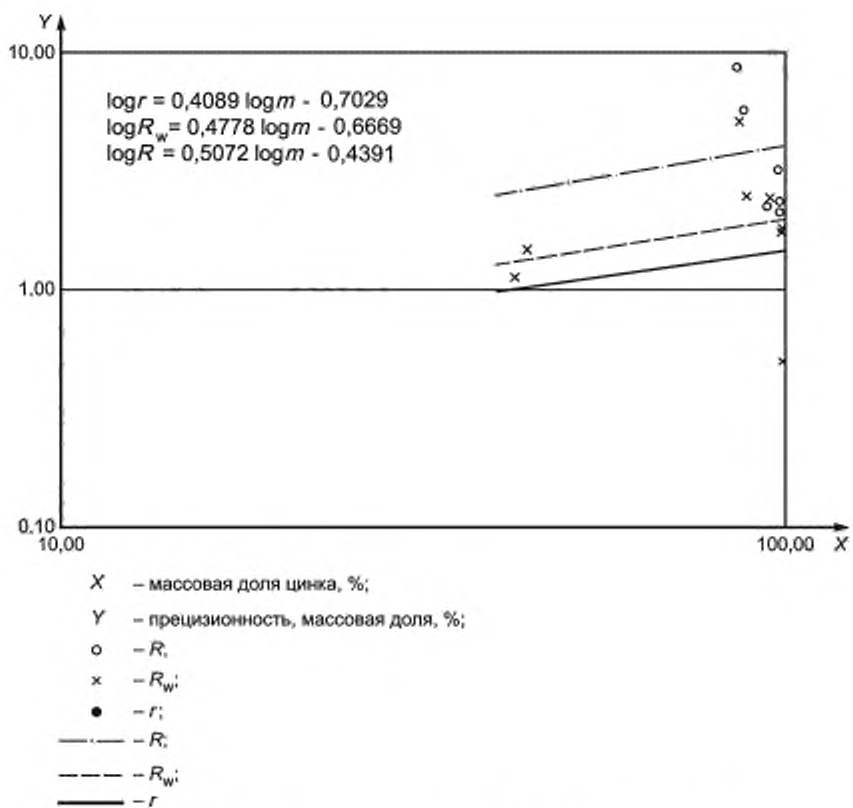 Y
10,00
logr = 0,4089 logm - 0,7029
logRw = 0,4778 logm - 0,6669
logR = 0,5072 logm - 0,4391
1.00
0.10
10,00
100,00 X
X – массовая доля цинка, %;
Y – прецизионность, массовая доля, %;
– R;
– Rw;
– r;
– R;
– Rw;
– r